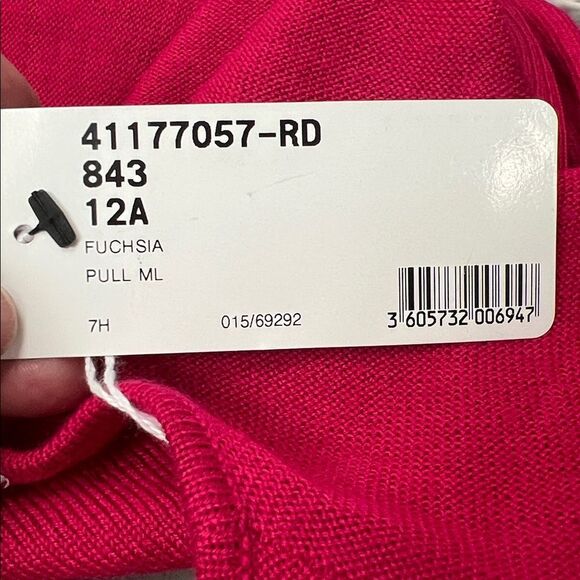 41177057-RD
843
12A
FUCHSIA
PULL ML
7H 015/69292
3 605732 006947